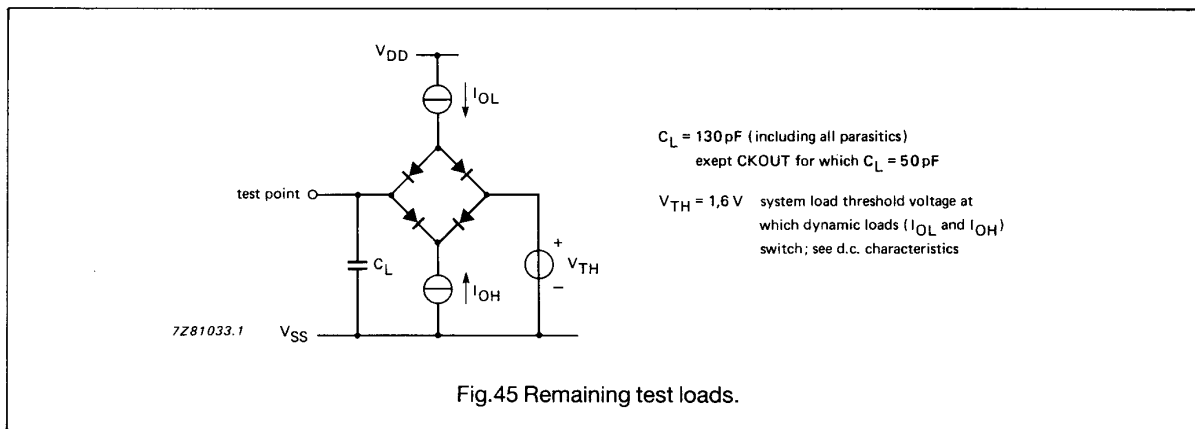 V_DD
I_OL
test point
C_L
I_OH
+
V_TH
−
7Z81033.1
V_SS
C_L = 130 pF (including all parasitics)
exept CKOUT for which C_L = 50 pF
V_TH = 1,6 V system load threshold voltage at
which dynamic loads (I_OL and I_OH)
switch; see d.c. characteristics
Fig.45 Remaining test loads.